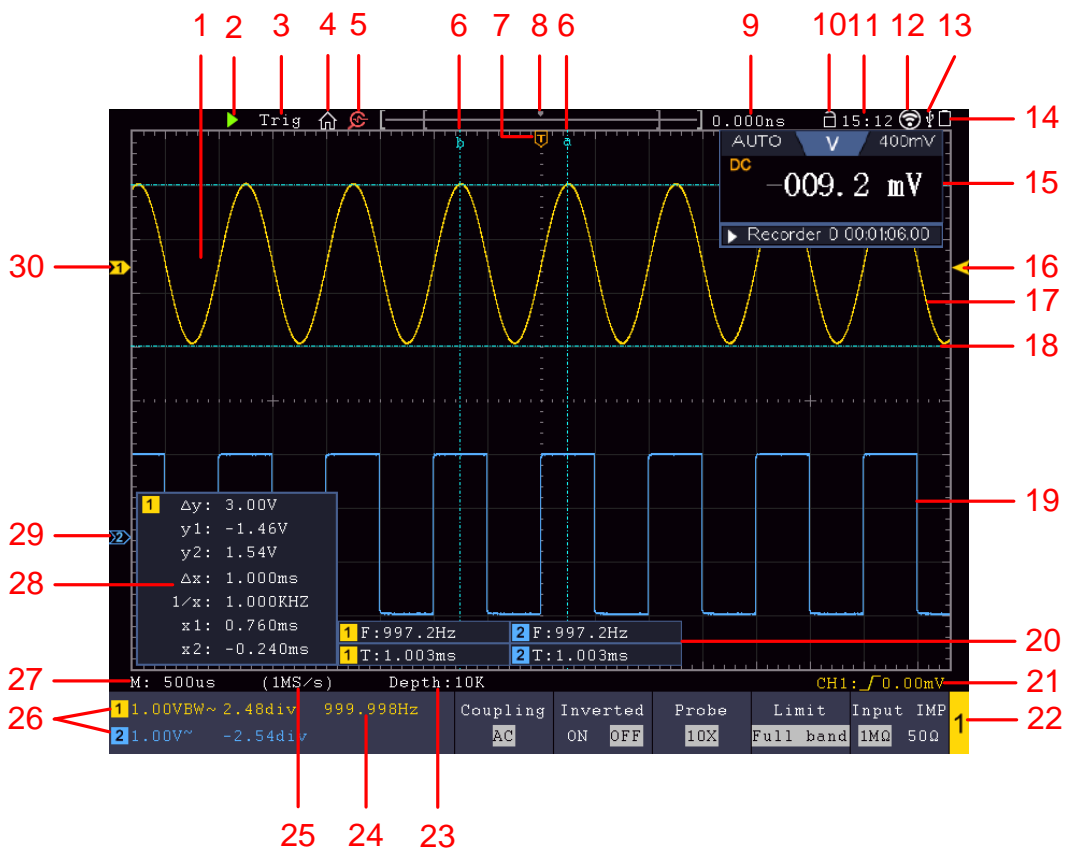 1 2 3 4 5 6 7 8 6 9 10 11 12 13
Trig [ [ ] ] 0.000ns 15:12
14
b T a
AUTO V 400mV
DC
-009.2 mV
15
Recorder 0 00:01:06.00
30 1
16
17
18
19
29 2
1 Δy: 3.00V
y1: -1.46V
y2: 1.54V
Δx: 1.000ms
1/x: 1.000KHZ
x1: 0.760ms
x2: -0.240ms
28
1 F:997.2Hz 2 F:997.2Hz
1 T:1.003ms 2 T:1.003ms
20
27 M: 500us (1MS/s) Depth:10K CH1: 0.00mV 21
26
1 1.00VBW~ 2.48div 999.998Hz
2 1.00V~ -2.54div
Coupling Inverted Probe Limit Input IMP
AC ON OFF 10X Full band 1MΩ 50Ω
1 22
25 24 23